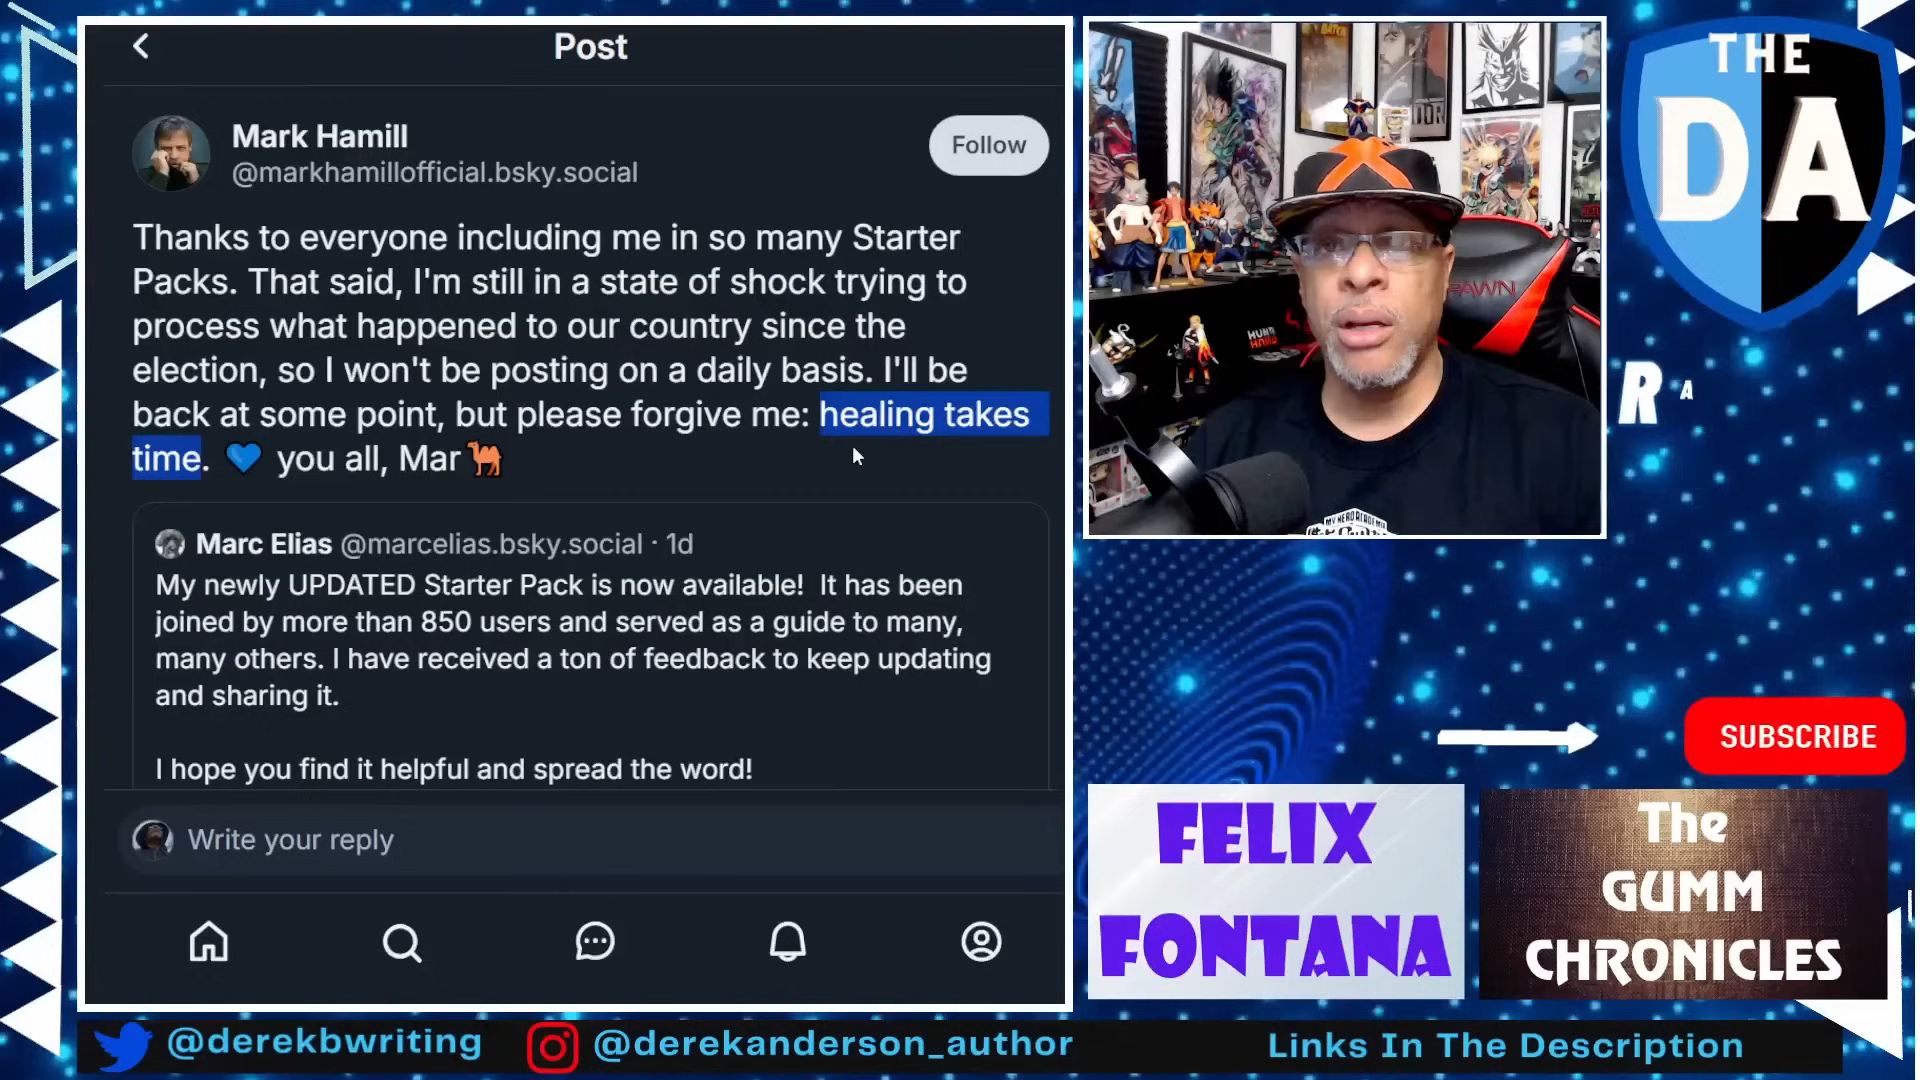 Post
Mark Hamill
@markhamillofficial.bsky.social
Follow
Thanks to everyone including me in so many Starter
Packs. That said, I'm still in a state of shock trying to
process what happened to our country since the
election, so I won't be posting on a daily basis. I'll be
back at some point, but please forgive me: healing takes
time. 💙 you all, Mar🐪
Marc Elias @marcelias.bsky.social · 1d
My newly UPDATED Starter Pack is now available! It has been
joined by more than 850 users and served as a guide to many,
many others. I have received a ton of feedback to keep updating
and sharing it.
I hope you find it helpful and spread the word!
Write your reply
THE
DA
R A
SUBSCRIBE
FELIX
FONTANA
The
GUMM
CHRONICLES
@derekbwriting
@derekanderson_author
Links In The Description